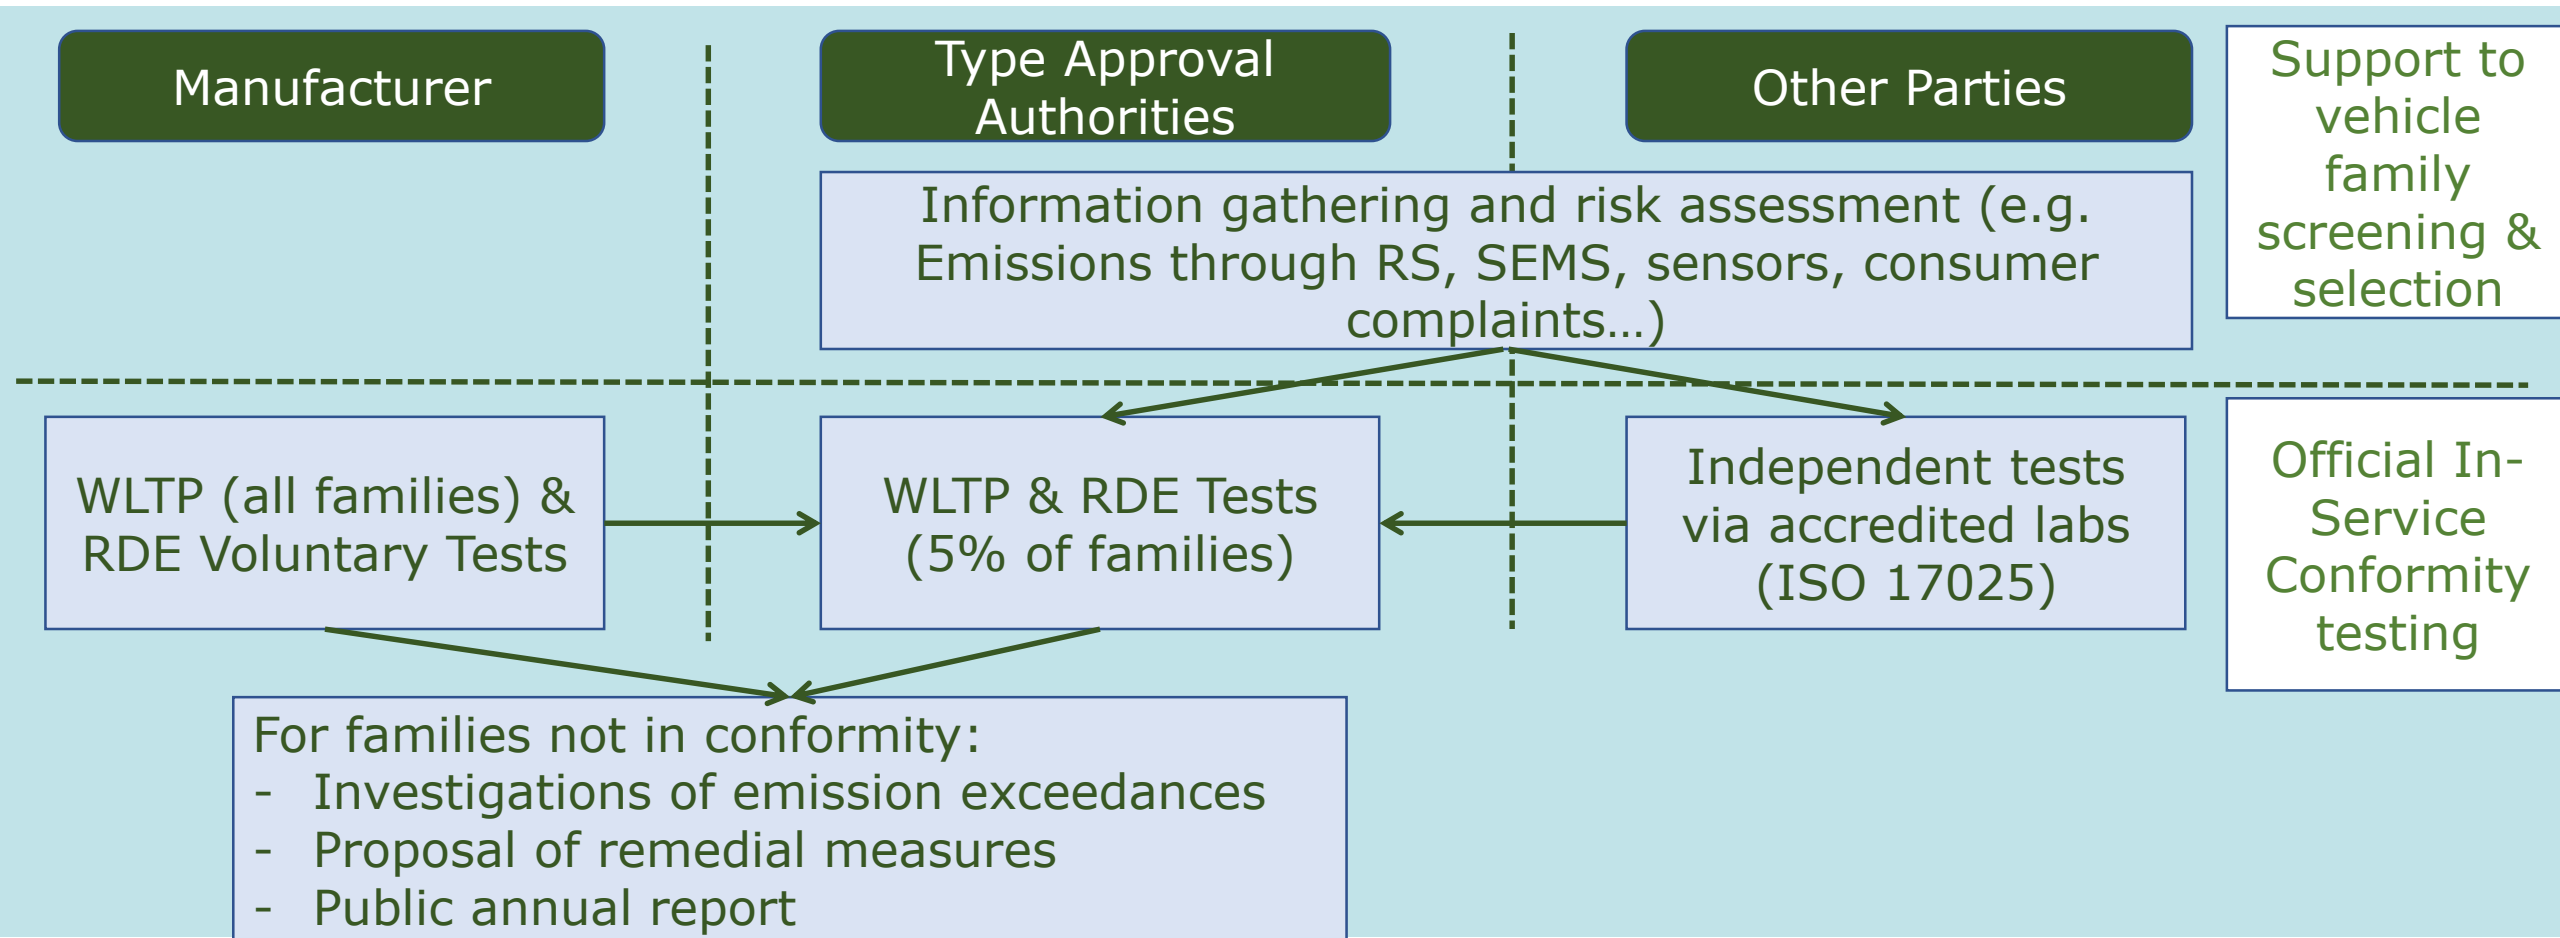 Manufacturer
Type Approval
Authorities
Other Parties
Support to
vehicle
family
screening &
selection
Information gathering and risk assessment (e.g.
Emissions through RS, SEMS, sensors, consumer
complaints…)
WLTP (all families) &
RDE Voluntary Tests
WLTP & RDE Tests
(5% of families)
Independent tests
via accredited labs
(ISO 17025)
Official In-
Service
Conformity
testing
For families not in conformity:
- Investigations of emission exceedances
- Proposal of remedial measures
- Public annual report